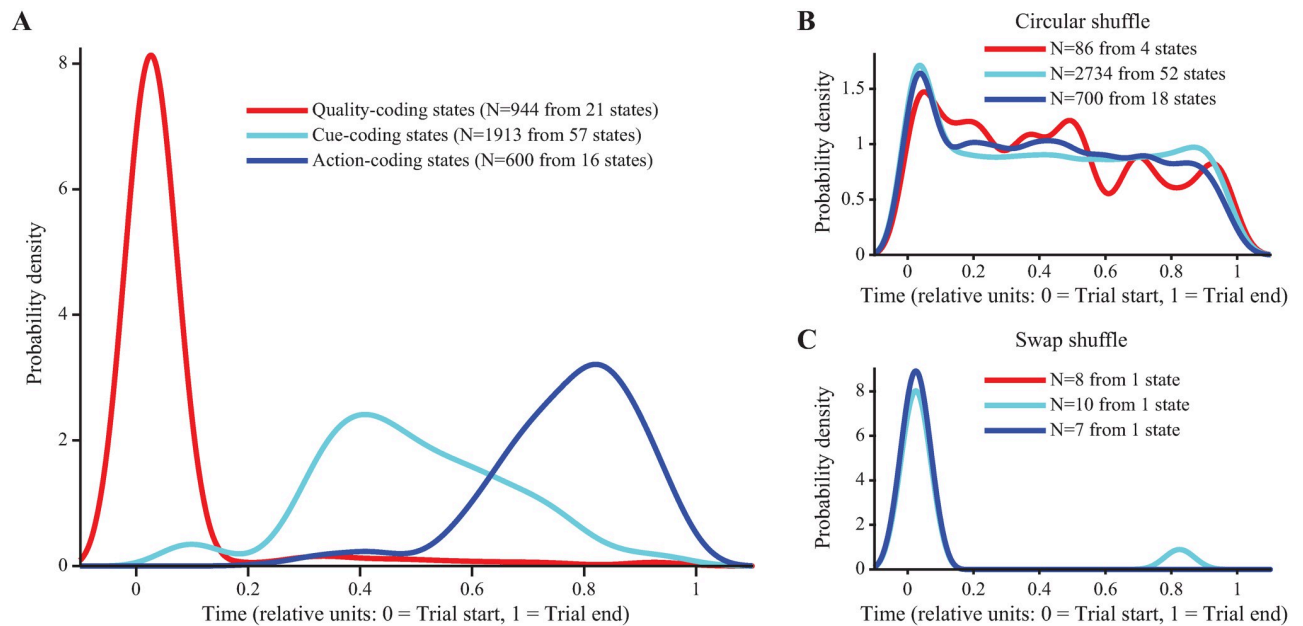 A
Probability density
8
6
4
2
0
Quality-coding states (N=944 from 21 states)
Cue-coding states (N=1913 from 57 states)
Action-coding states (N=600 from 16 states)
0 0.2 0.4 0.6 0.8 1
Time (relative units: 0 = Trial start, 1 = Trial end)
B
Circular shuffle
N=86 from 4 states
N=2734 from 52 states
N=700 from 18 states
Probability density
1.5
1
0.5
0
0 0.2 0.4 0.6 0.8 1
Time (relative units: 0 = Trial start, 1 = Trial end)
C
Swap shuffle
N=8 from 1 state
N=10 from 1 state
N=7 from 1 state
Probability density
8
6
4
2
0
0 0.2 0.4 0.6 0.8 1
Time (relative units: 0 = Trial start, 1 = Trial end)